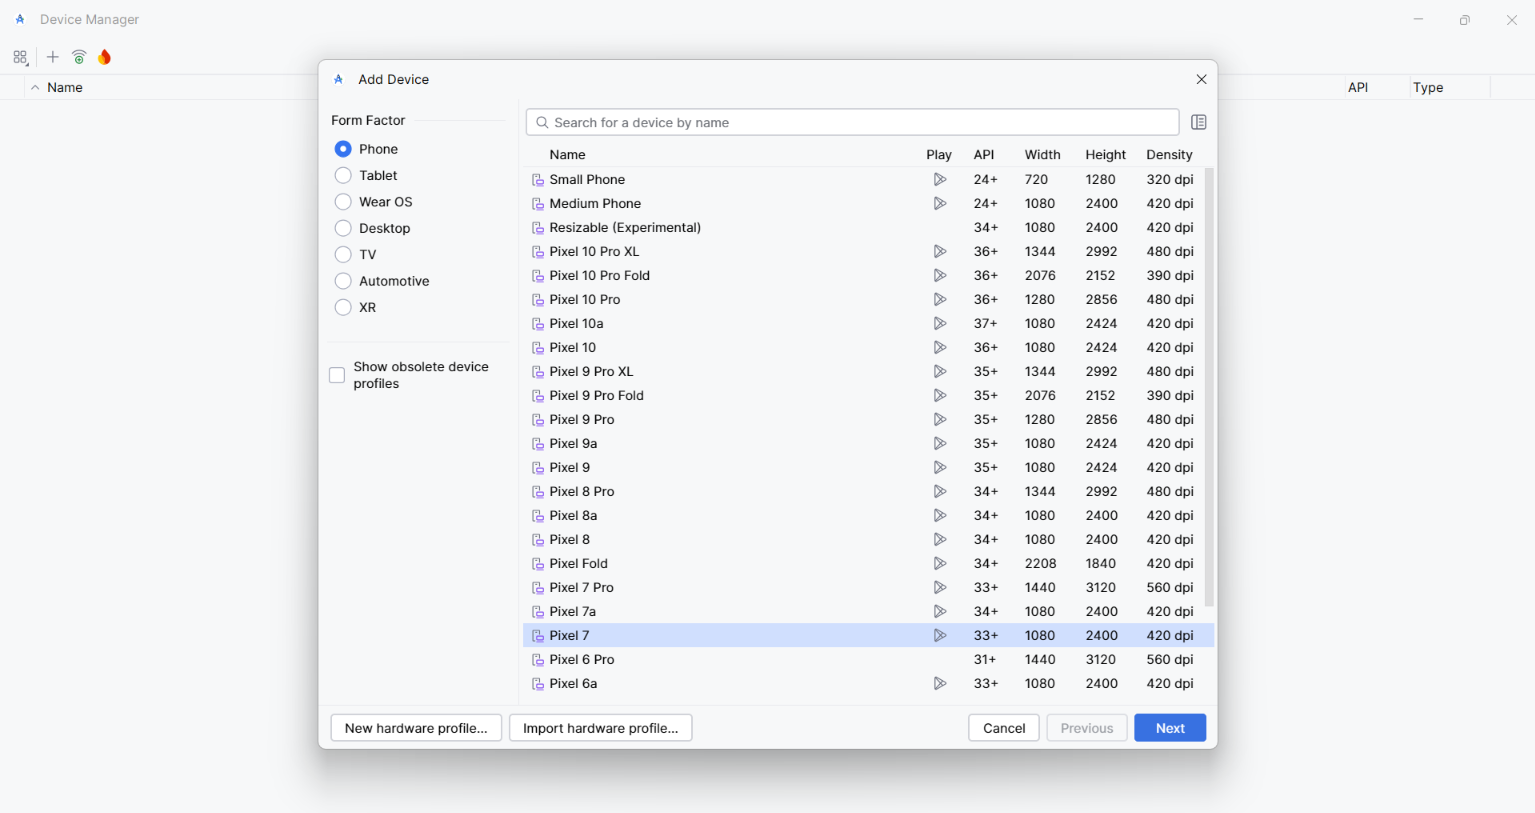 Device Manager
Name
API
Type
Add Device
Form Factor
Phone
Tablet
Wear OS
Desktop
TV
Automotive
XR
Show obsolete device
profiles
Search for a device by name
Name Play API Width Height Density
Small Phone 24+ 720 1280 320 dpi
Medium Phone 24+ 1080 2400 420 dpi
Resizable (Experimental) 34+ 1080 2400 420 dpi
Pixel 10 Pro XL 36+ 1344 2992 480 dpi
Pixel 10 Pro Fold 36+ 2076 2152 390 dpi
Pixel 10 Pro 36+ 1280 2856 480 dpi
Pixel 10a 37+ 1080 2424 420 dpi
Pixel 10 36+ 1080 2424 420 dpi
Pixel 9 Pro XL 35+ 1344 2992 480 dpi
Pixel 9 Pro Fold 35+ 2076 2152 390 dpi
Pixel 9 Pro 35+ 1280 2856 480 dpi
Pixel 9a 35+ 1080 2424 420 dpi
Pixel 9 35+ 1080 2424 420 dpi
Pixel 8 Pro 34+ 1344 2992 480 dpi
Pixel 8a 34+ 1080 2400 420 dpi
Pixel 8 34+ 1080 2400 420 dpi
Pixel Fold 34+ 2208 1840 420 dpi
Pixel 7 Pro 33+ 1440 3120 560 dpi
Pixel 7a 34+ 1080 2400 420 dpi
Pixel 7 33+ 1080 2400 420 dpi
Pixel 6 Pro 31+ 1440 3120 560 dpi
Pixel 6a 33+ 1080 2400 420 dpi
New hardware profile...
Import hardware profile...
Cancel
Previous
Next